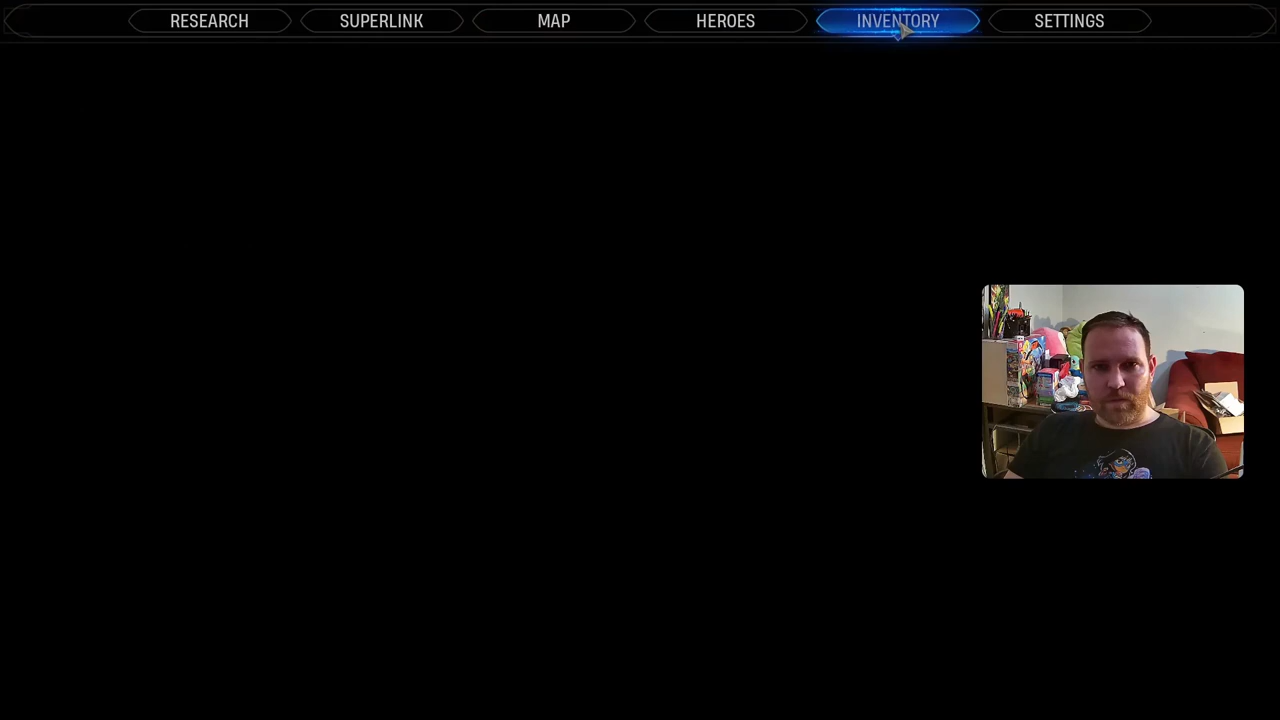 RESEARCH
SUPERLINK
MAP
HEROES
INVENTORY
SETTINGS